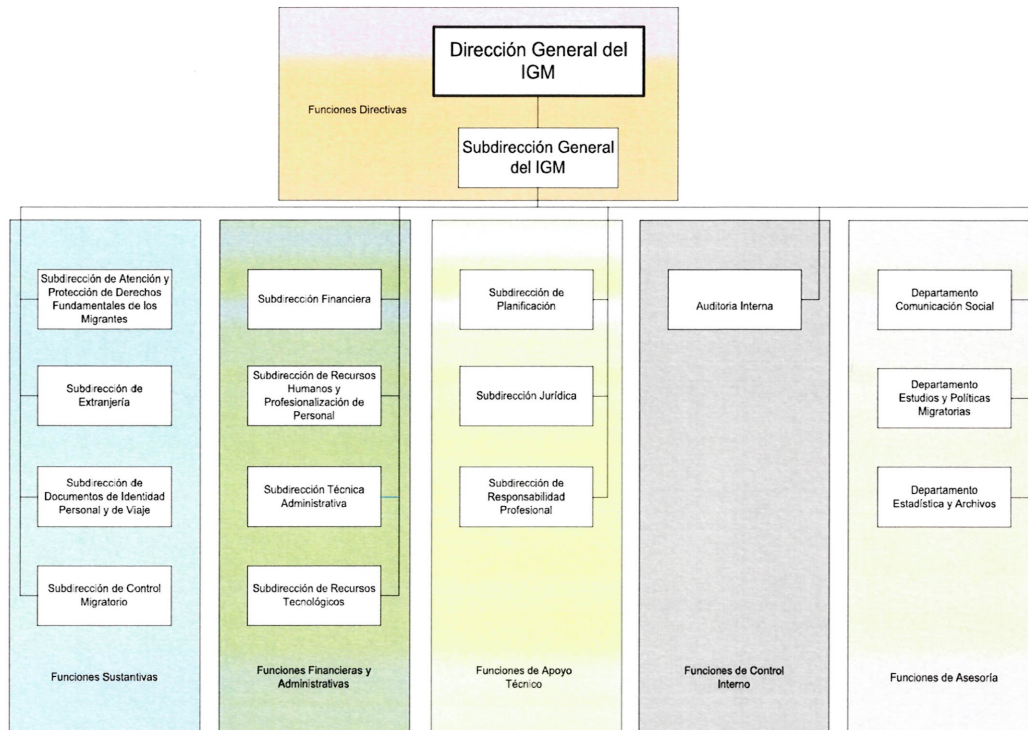 Dirección General del
IGM
Funciones Directivas
Subdirección General
del IGM
Subdirección de Atención y
Protección de Derechos
Fundamentales de los
Migrantes
Subdirección de
Extranjería
Subdirección de
Documentos de Identidad
Personal y de Viaje
Subdirección de Control
Migratorio
Funciones Sustantivas
Subdirección Financiera
Subdirección de Recursos
Humanos y
Profesionalización de
Personal
Subdirección Técnica
Administrativa
Subdirección de Recursos
Tecnológicos
Funciones Financieras y
Administrativas
Subdirección de
Planificación
Subdirección Jurídica
Subdirección de
Responsabilidad
Profesional
Funciones de Apoyo
Técnico
Auditoria Interna
Funciones de Control
Interno
Departamento
Comunicación Social
Departamento
Estudios y Políticas
Migratorias
Departamento
Estadística y Archivos
Funciones de Asesoría